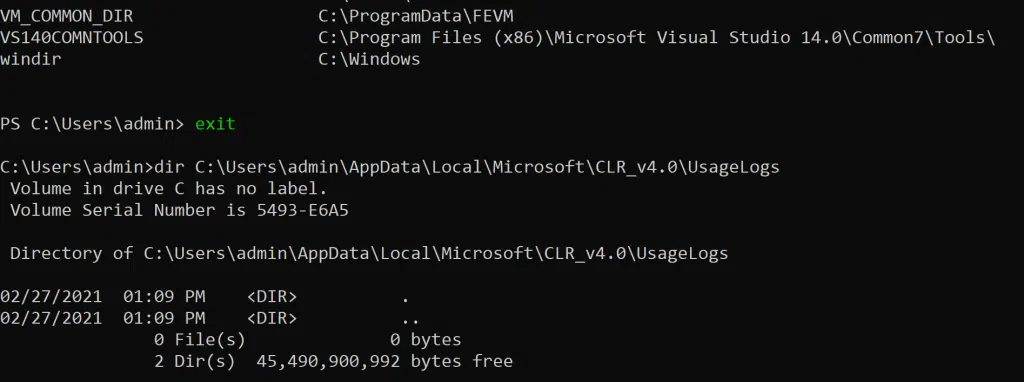 VM_COMMON_DIR                 C:\ProgramData\FEVM
VS140COMNTOOLS                C:\Program Files (x86)\Microsoft Visual Studio 14.0\Common7\Tools\
windir                        C:\Windows
PS C:\Users\admin> exit
C:\Users\admin>dir C:\Users\admin\AppData\Local\Microsoft\CLR_v4.0\UsageLogs
 Volume in drive C has no label.
 Volume Serial Number is 5493-E6A5
 Directory of C:\Users\admin\AppData\Local\Microsoft\CLR_v4.0\UsageLogs
02/27/2021  01:09 PM    <DIR>          .
02/27/2021  01:09 PM    <DIR>          ..
               0 File(s)              0 bytes
               2 Dir(s)  45,490,900,992 bytes free